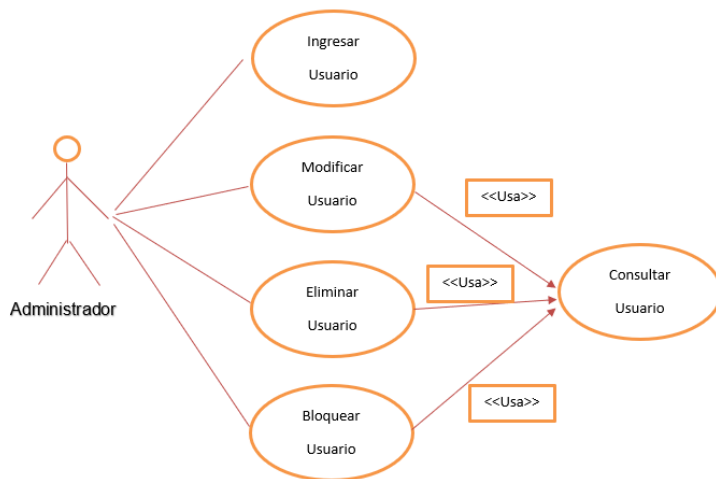 Ingresar
Usuario
Modificar
Usuario
<<Usa>>
Eliminar
Usuario
<<Usa>>
Consultar
Usuario
Administrador
Bloquear
Usuario
<<Usa>>